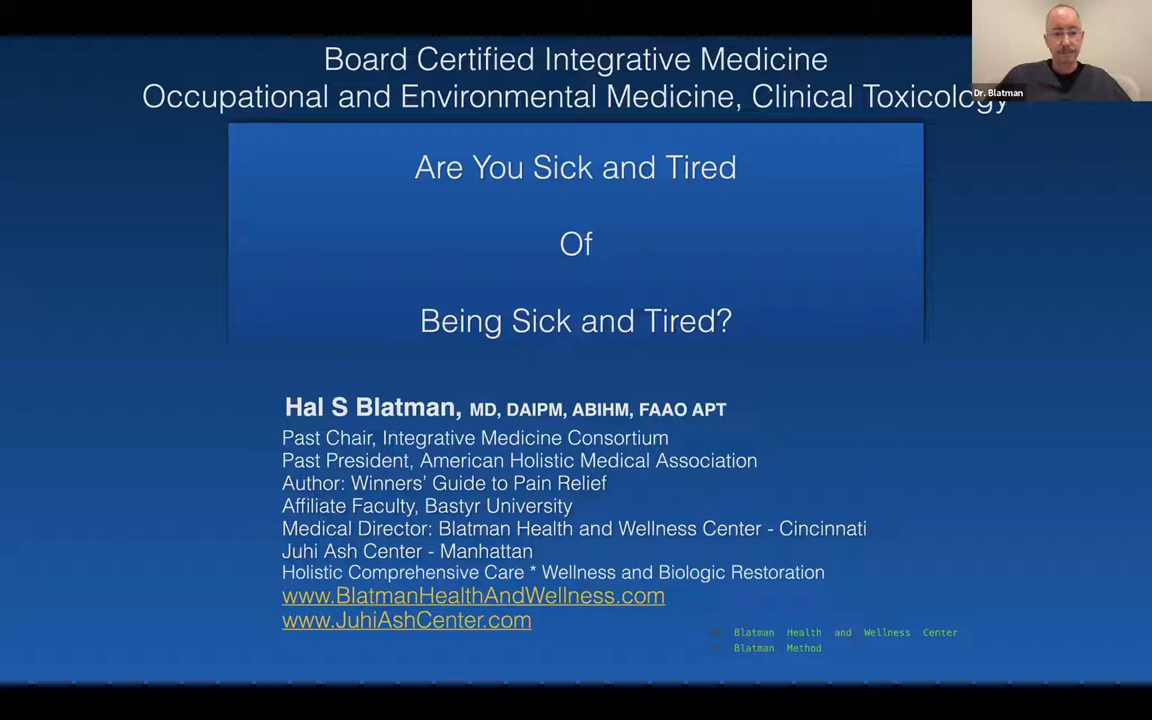 Board Certified Integrative Medicine
Occupational and Environmental Medicine, Clinical Toxicology
Dr. Blatman
Are You Sick and Tired
Of
Being Sick and Tired?
Hal S Blatman, MD, DAIPM, ABIHM, FAAO APT
Past Chair, Integrative Medicine Consortium
Past President, American Holistic Medical Association
Author: Winners’ Guide to Pain Relief
Affiliate Faculty, Bastyr University
Medical Director: Blatman Health and Wellness Center - Cincinnati
Juhi Ash Center - Manhattan
Holistic Comprehensive Care * Wellness and Biologic Restoration
www.BlatmanHealthAndWellness.com
www.JuhiAshCenter.com
Blatman Health and Wellness Center
Blatman Method